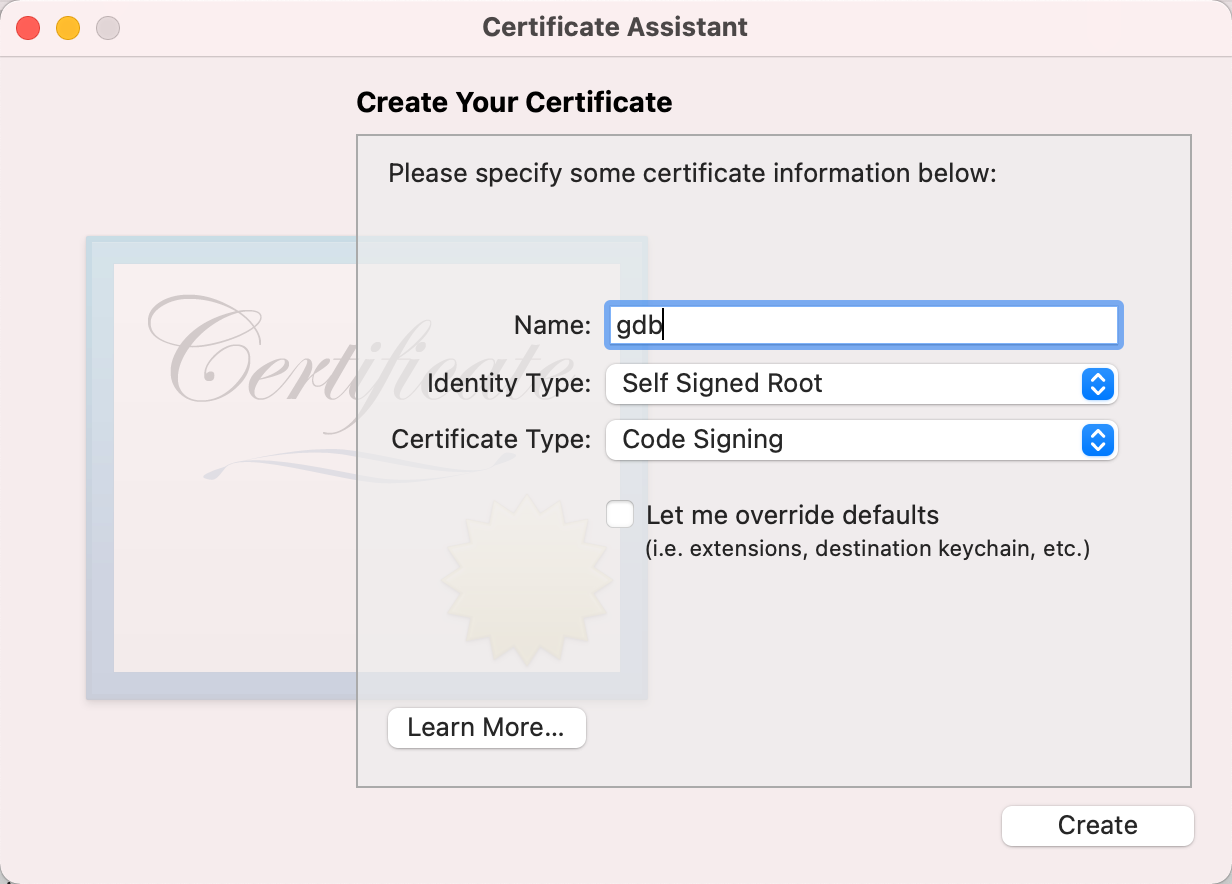 Certificate Assistant
Create Your Certificate
Please specify some certificate information below:
Certificate
Name: gdb
Identity Type: Self Signed Root
Certificate Type: Code Signing
Let me override defaults
(i.e. extensions, destination keychain, etc.)
Learn More...
Create